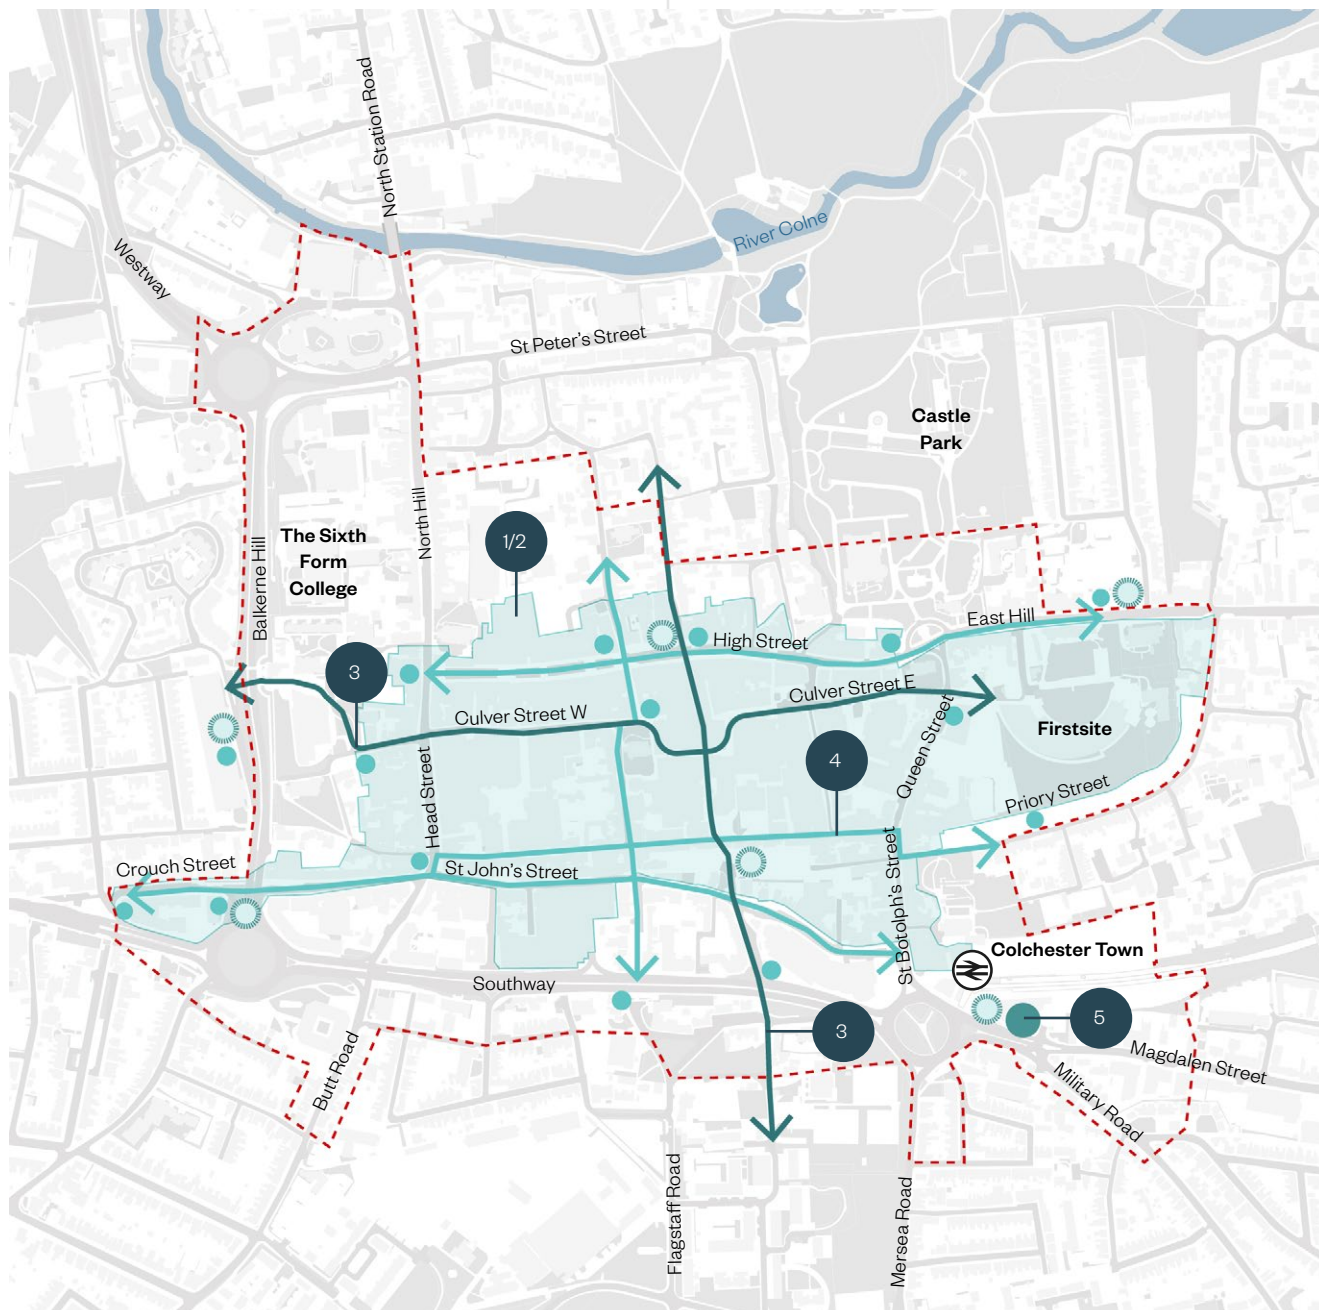 North Station Road
River Colne
Westway
St Peter's Street
Castle
Park
North Hill
The Sixth
Form
College
1/2
Balkerne Hill
East Hill
High Street
3
Culver Street E
Culver Street W
Queen Street
Firstsite
Head Street
4
Priory Street
Crouch Street
St John's Street
St Botolph's Street
Colchester Town
Southway
3
5
Magdalen Street
Butt Road
Military Road
Flagstaff Road
Mersea Road